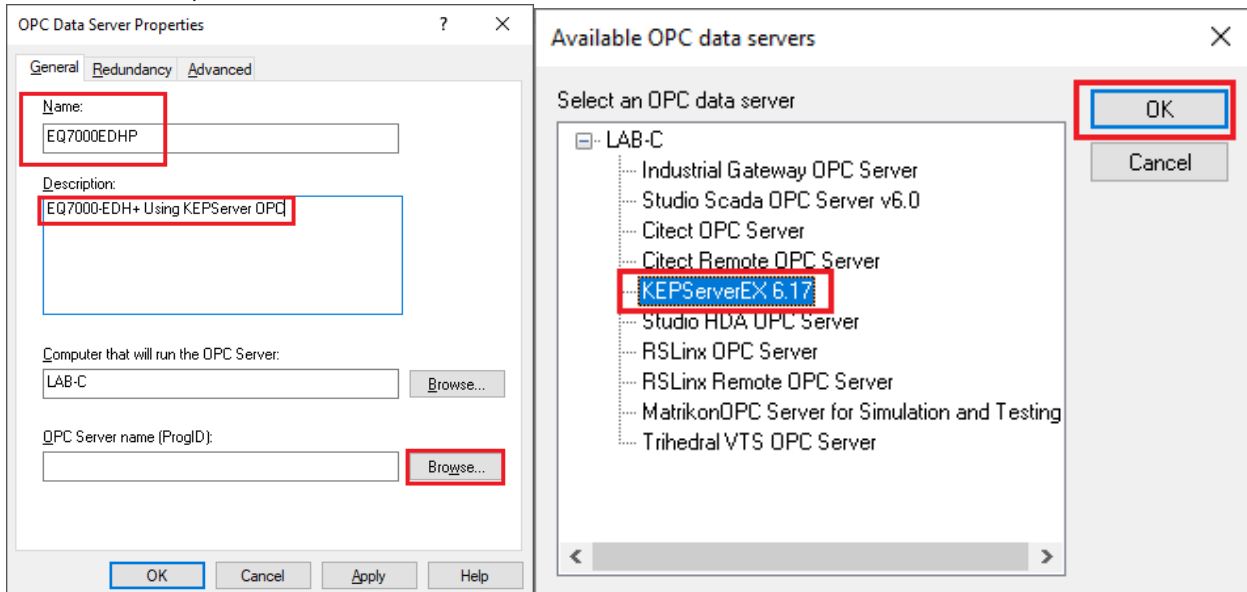 OPC Data Server Properties
?
General Redundancy Advanced
Name:
EQ7000EDHP
Description:
EQ7000-EDH+ Using KEPServer OPC
Computer that will run the OPC Server:
LAB-C
Browse...
OPC Server name (ProgID):
Browse...
OK Cancel Apply Help
Available OPC data servers
Select an OPC data server
OK
Cancel
LAB-C
Industrial Gateway OPC Server
Studio Scada OPC Server v6.0
Citect OPC Server
Citect Remote OPC Server
KEPServerEX 6.17
Studio HDA OPC Server
RSLinx OPC Server
RSLinx Remote OPC Server
MatrikonOPC Server for Simulation and Testing
Trihedral VTS OPC Server